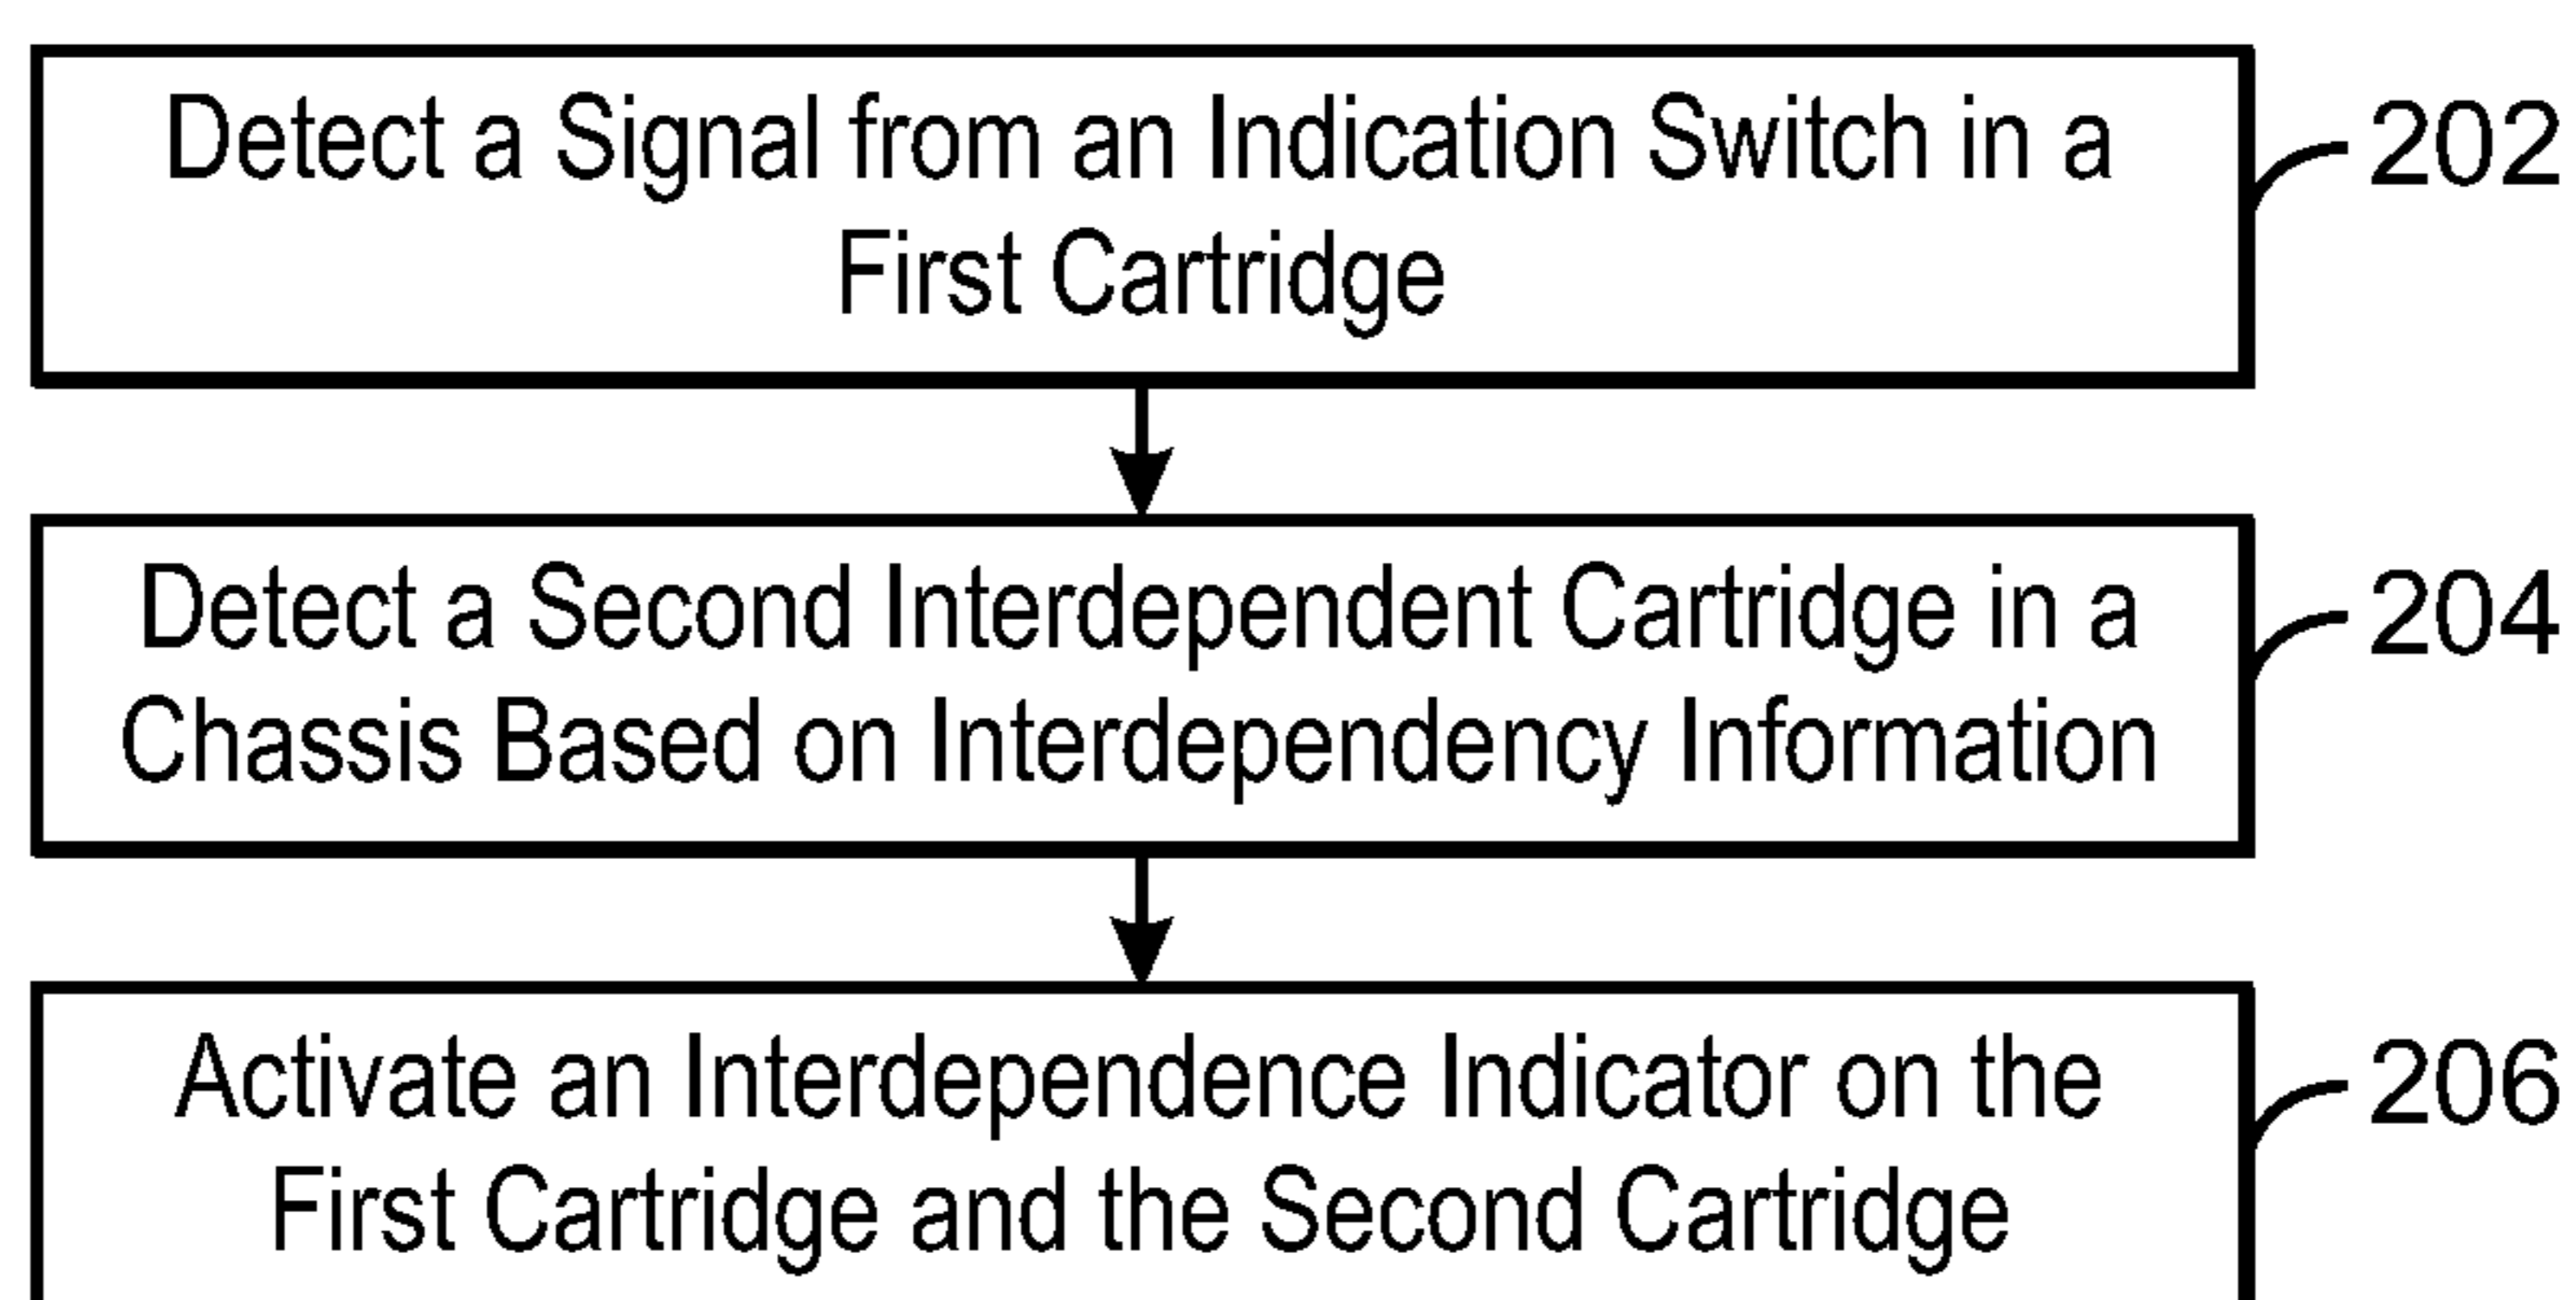 Detect a Signal from an Indication Switch in a
First Cartridge
202
Detect a Second Interdependent Cartridge in a
Chassis Based on Interdependency Information
204
Activate an Interdependence Indicator on the
First Cartridge and the Second Cartridge
206